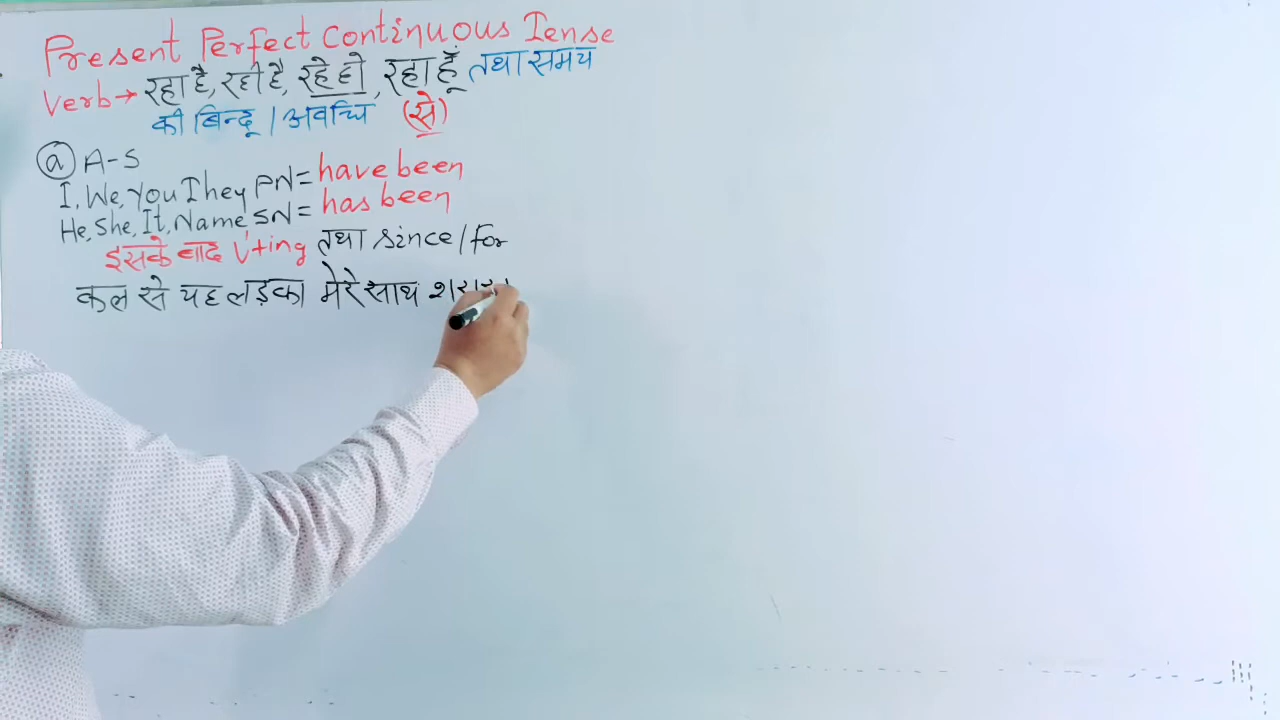 Present Perfect Continuous Tense
Verb→ रहा है, रही है, रहे हो, रहा हूँ तथा समय
की बिन्दू / अवधि (से)
(a) A-S
I, We, You They PN= have been
He, She, It, Name SN= has been
इसके बाद V'+ing तथा since/for
कल से यह लड़का मेरे साथ